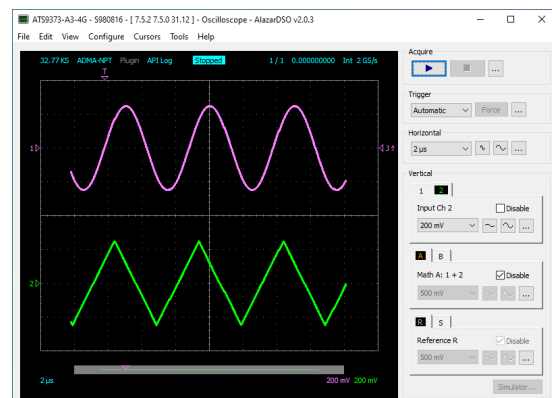 ATS9373-A3-4G - S980816 - [ 7.5.2 7.5.0 31.12 ] - Oscilloscope - AlazarDSO v2.0.3
File Edit View Configure Cursors Tools Help
32.77 KS ADMA-NPT Plugin API Log Stopped 1 / 1 0.000000000 Int 2 GS/s
T
1
J
2
2 µs 200 mV 200 mV
Acquire
...
Trigger
Automatic Force ...
Horizontal
2 µs ...
Vertical
1 2
Input Ch 2 Disable
200 mV ...
A B
Math A: 1 + 2 Disable
500 mV ...
R S
Reference R Disable
500 mV ...
Simulator...